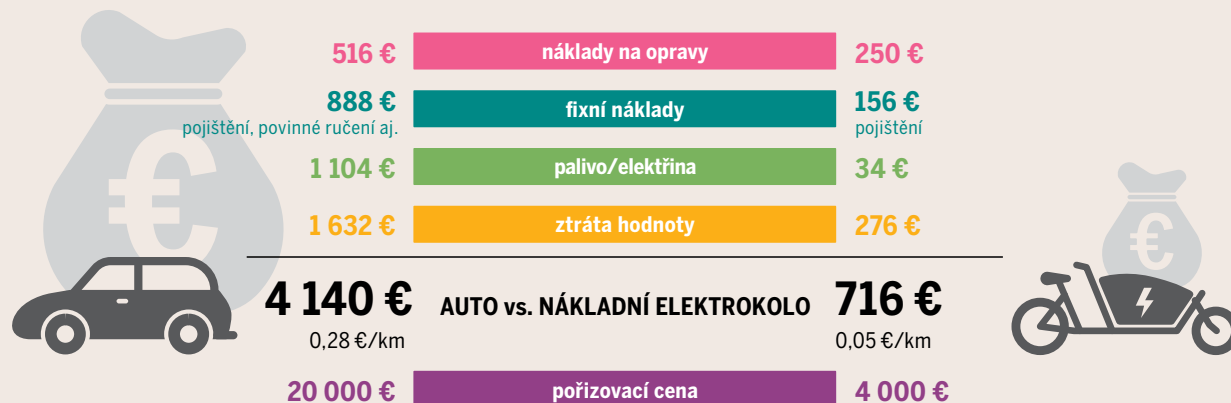 516 € náklady na opravy 250 €
888 € fixní náklady 156 €
pojištění, povinné ručení aj. pojištění
1 104 € palivo/elektřina 34 €
1 632 € ztráta hodnoty 276 €
4 140 € AUTO vs. NÁKLADNÍ ELEKTROKOLO 716 €
0,28 €/km 0,05 €/km
20 000 € pořizovací cena 4 000 €
€
€